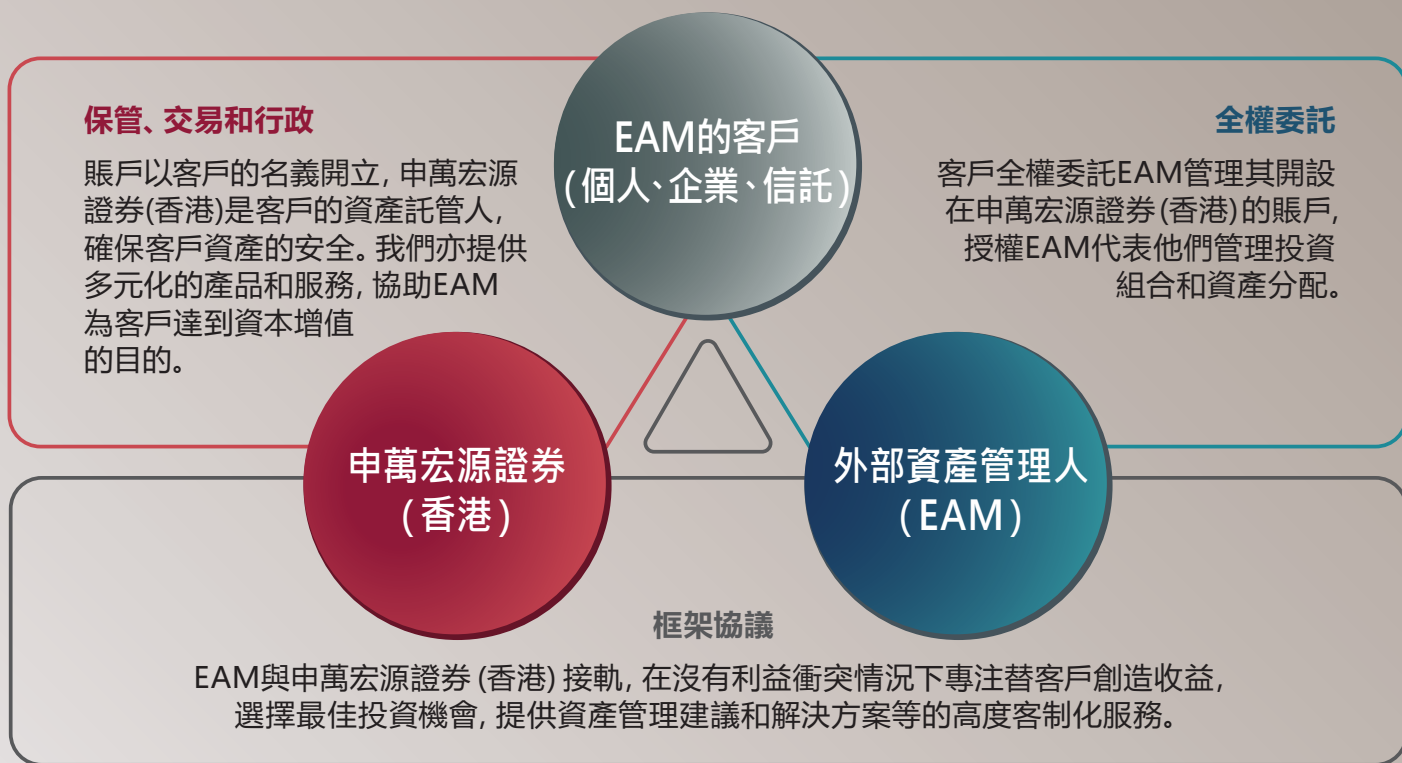 EAM的客戶
(個人、企業、信託)
保管、交易和行政
賬戶以客戶的名義開立, 申萬宏源
證券(香港)是客戶的資產託管人,
確保客戶資產的安全。我們亦提供
多元化的產品和服務, 協助EAM
為客戶達到資本增值
的目的。
全權委託
客戶全權委託EAM管理其開設
在申萬宏源證券 (香港) 的賬戶,
授權EAM代表他們管理投資
組合和資產分配。
申萬宏源證券
(香港)
外部資產管理人
(EAM)
框架協議
EAM與申萬宏源證券 (香港) 接軌, 在沒有利益衝突情況下專注替客戶創造收益,
選擇最佳投資機會, 提供資產管理建議和解決方案等的高度客制化服務。